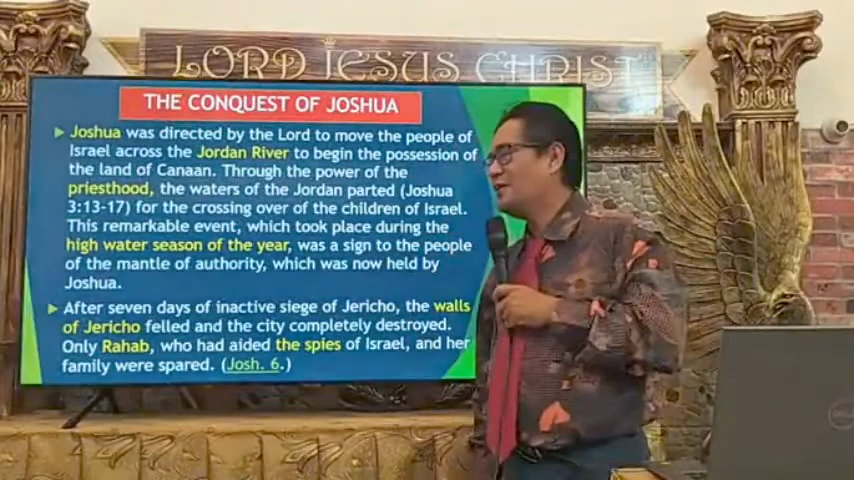 LORD JESUS CHRIST
THE CONQUEST OF JOSHUA
Joshua was directed by the Lord to move the people of
Israel across the Jordan River to begin the possession of
the land of Canaan. Through the power of the
priesthood, the waters of the Jordan parted (Joshua
3:13-17) for the crossing over of the children of Israel.
This remarkable event, which took place during the
high water season of the year, was a sign to the people
of the mantle of authority, which was now held by
Joshua.
After seven days of inactive siege of Jericho, the walls
of Jericho felled and the city completely destroyed.
Only Rahab, who had aided the spies of Israel, and her
family were spared. (Josh. 6.)
DELL